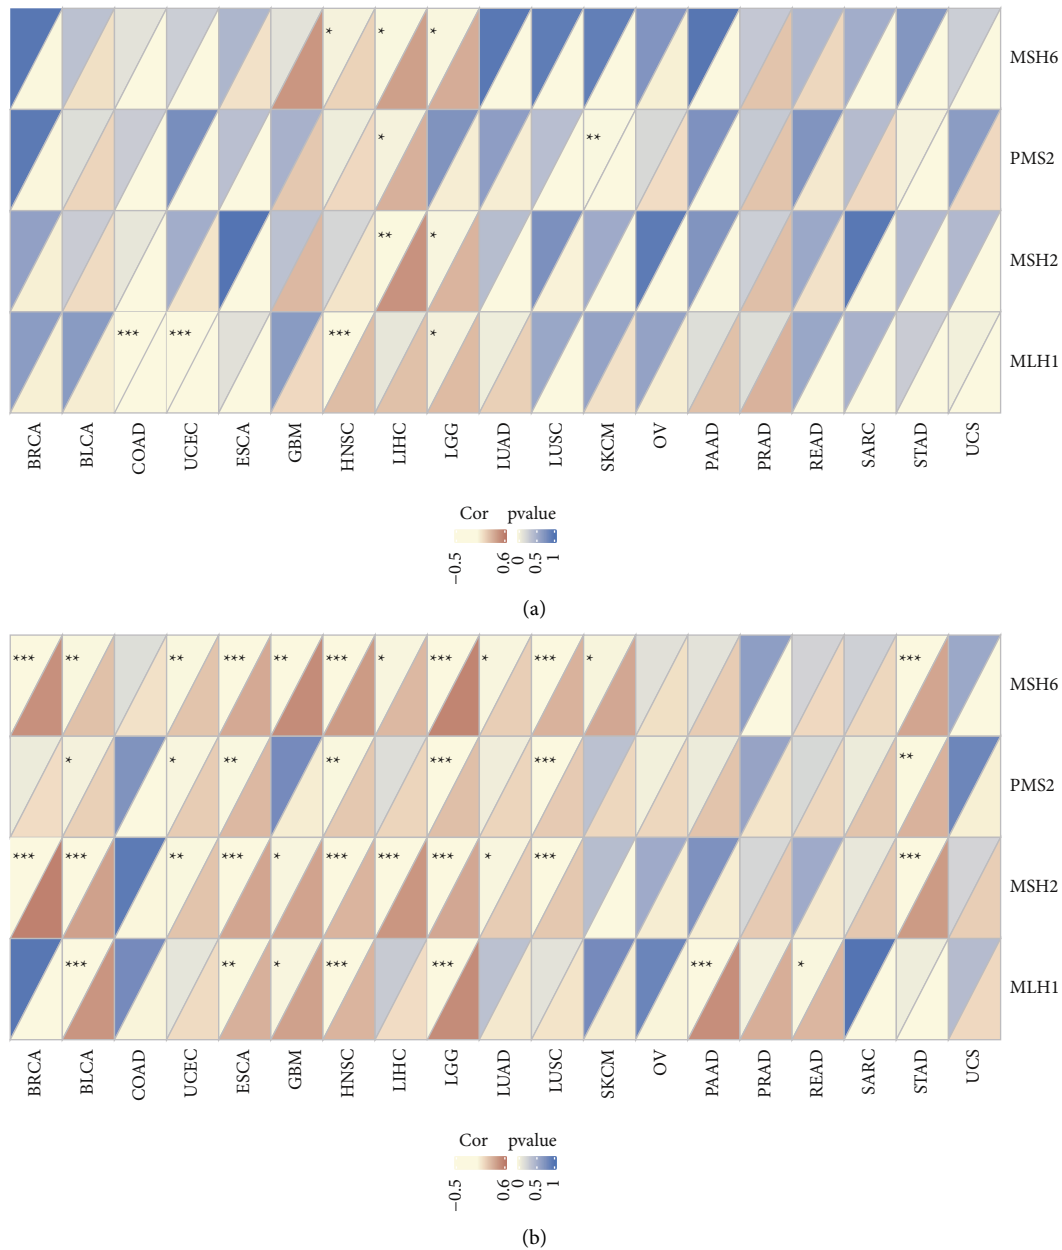 * * * MSH6
* ** PMS2
** * MSH2
*** *** *** * MLH1
BRCA BLCA COAD UCEC ESCA GBM HNSC LIHC LGG LUAD LUSC SKCM OV PAAD PRAD READ SARC STAD UCS
Cor pvalue
−0.5 0.6 0 0.5 1
(a)
*** ** ** *** ** *** * *** * *** * *** MSH6
* * ** ** *** *** ** PMS2
*** *** ** *** * *** *** *** * *** *** MSH2
*** ** * *** *** *** * MLH1
BRCA BLCA COAD UCEC ESCA GBM HNSC LIHC LGG LUAD LUSC SKCM OV PAAD PRAD READ SARC STAD UCS
Cor pvalue
−0.5 0.6 0 0.5 1
(b)